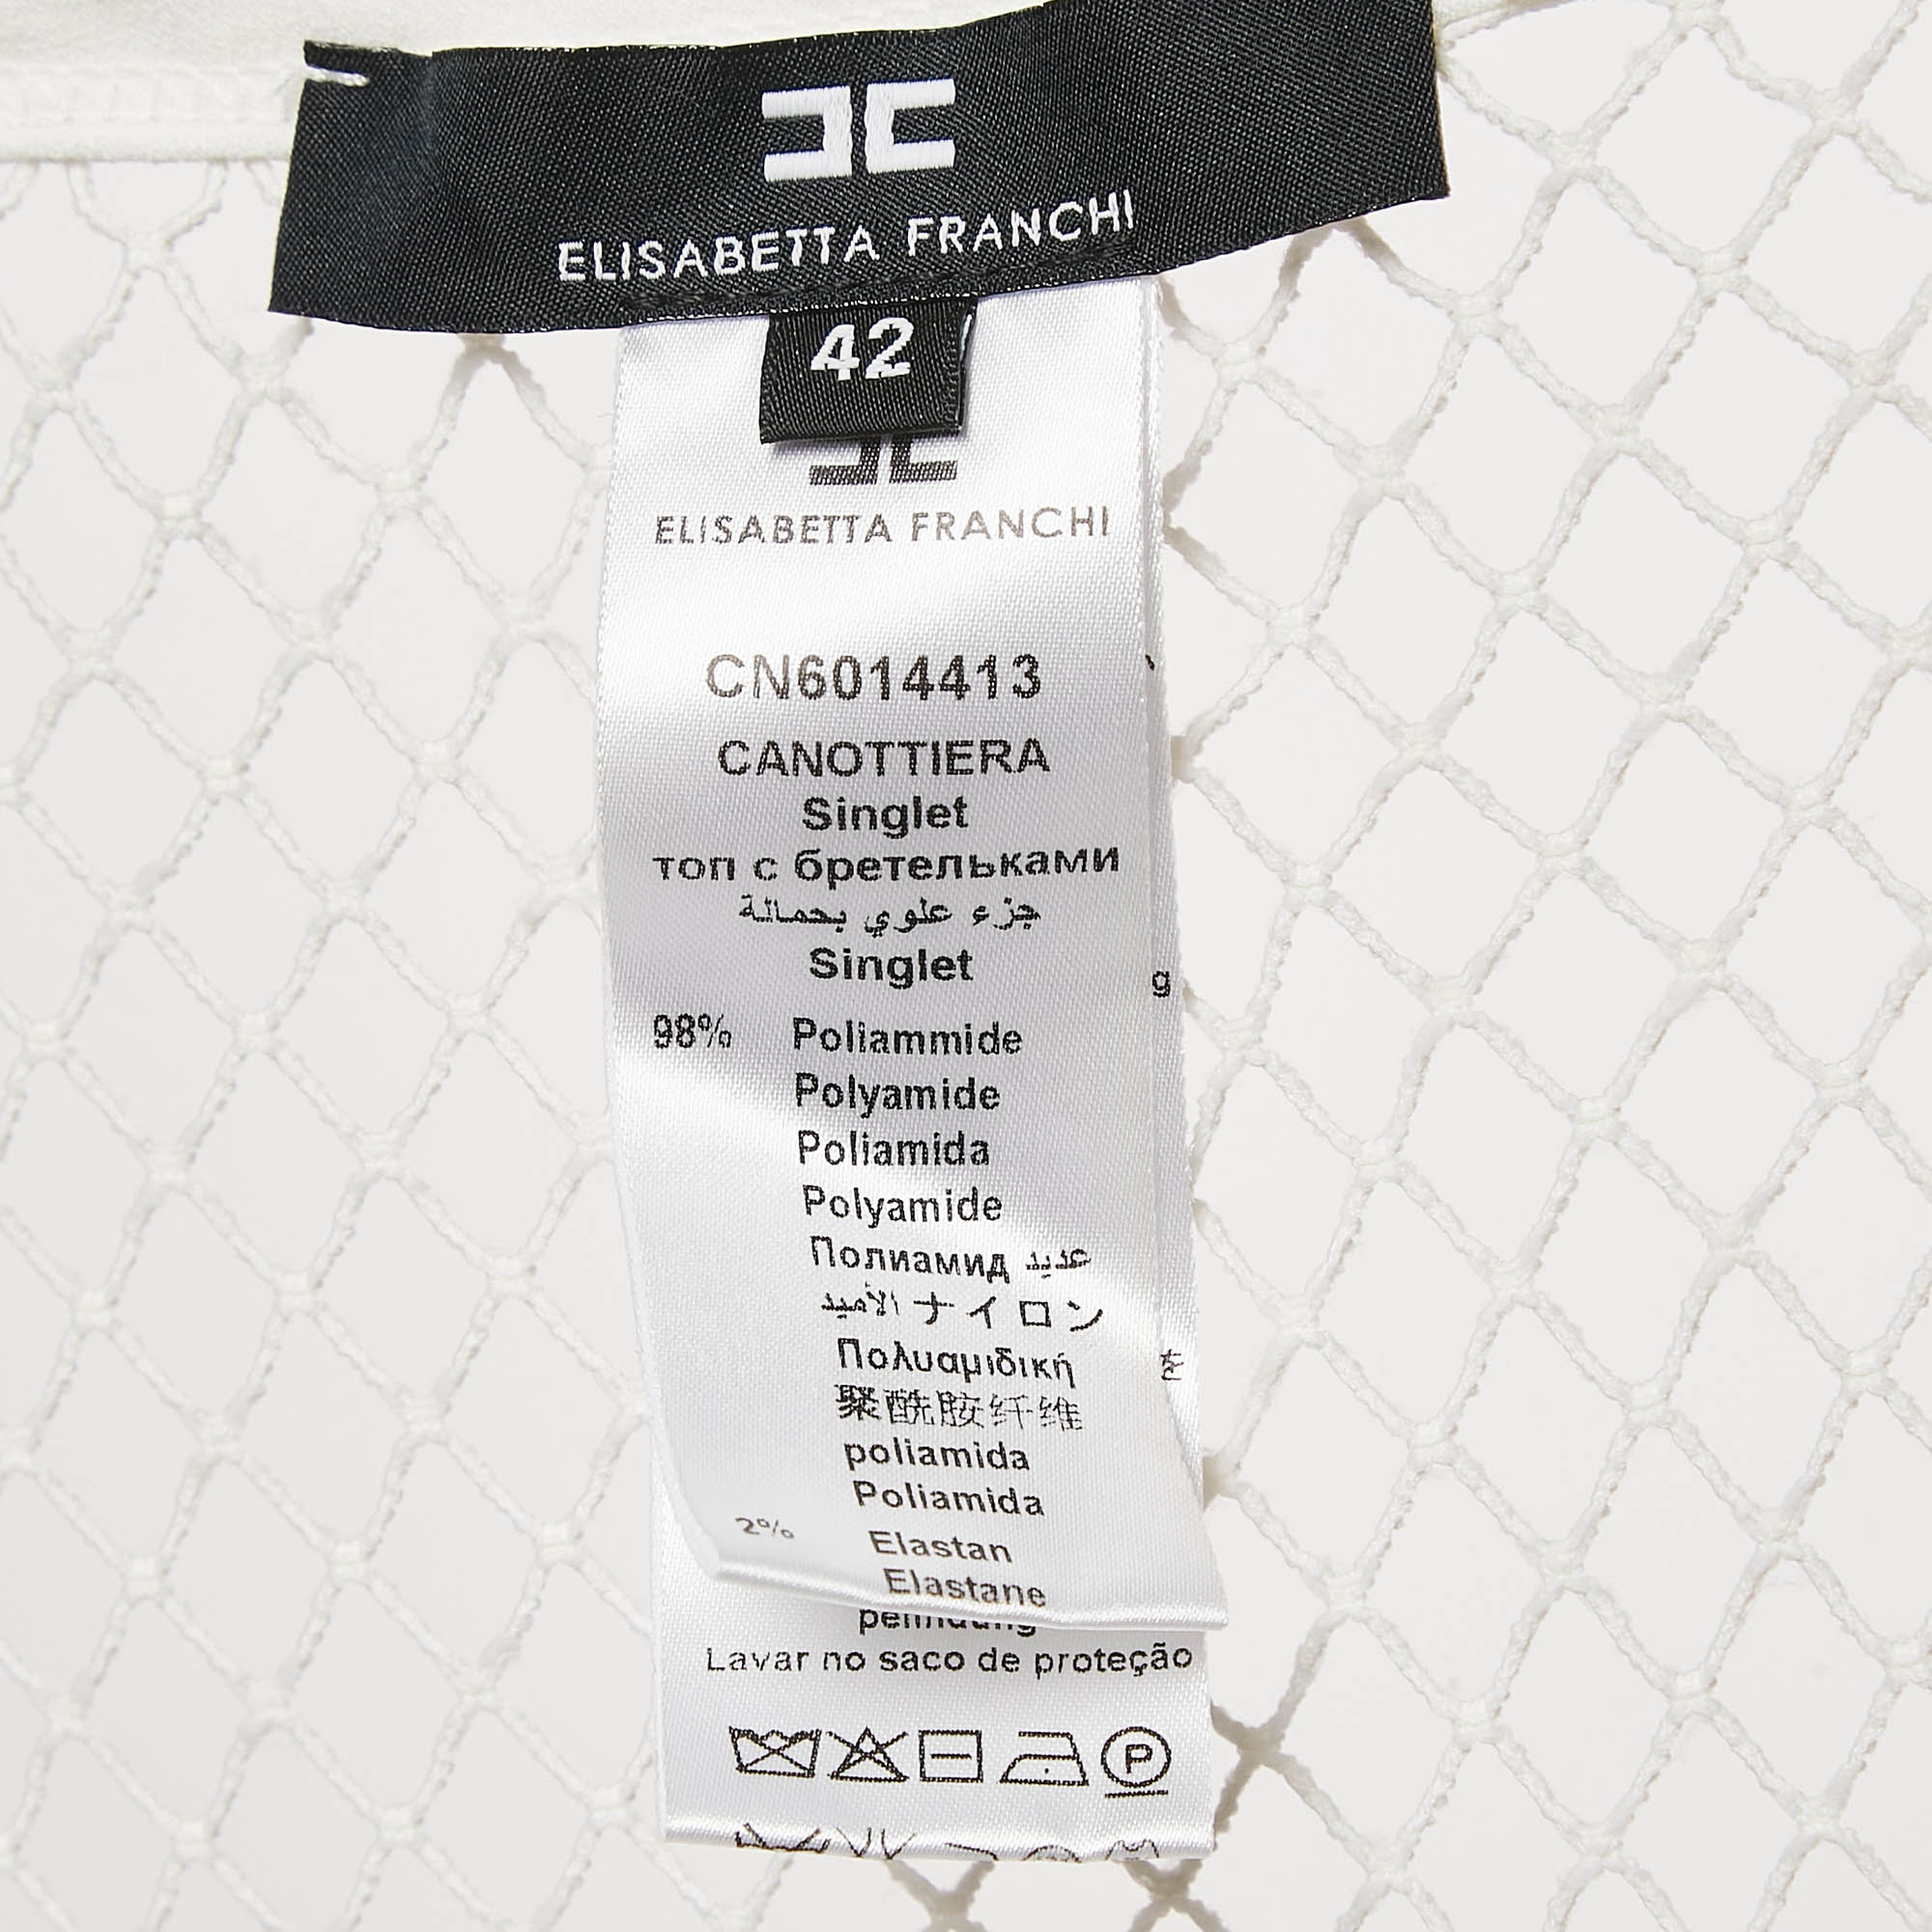 ELISABETTA FRANCHI
42
ELISABETTA FRANCHI
CN6014413
CANOTTIERA
Singlet
топ с бретельками
جزء علوي بحمالة
Singlet
98% Poliammide
Polyamide
Poliamida
Polyamide
Полиамид عديد
الأميد ナイロン
Πολυαμιδική
聚酰胺纤维
poliamida
Poliamida
2% Elastan
Elastane
Lavar no saco de proteção
P
g
を